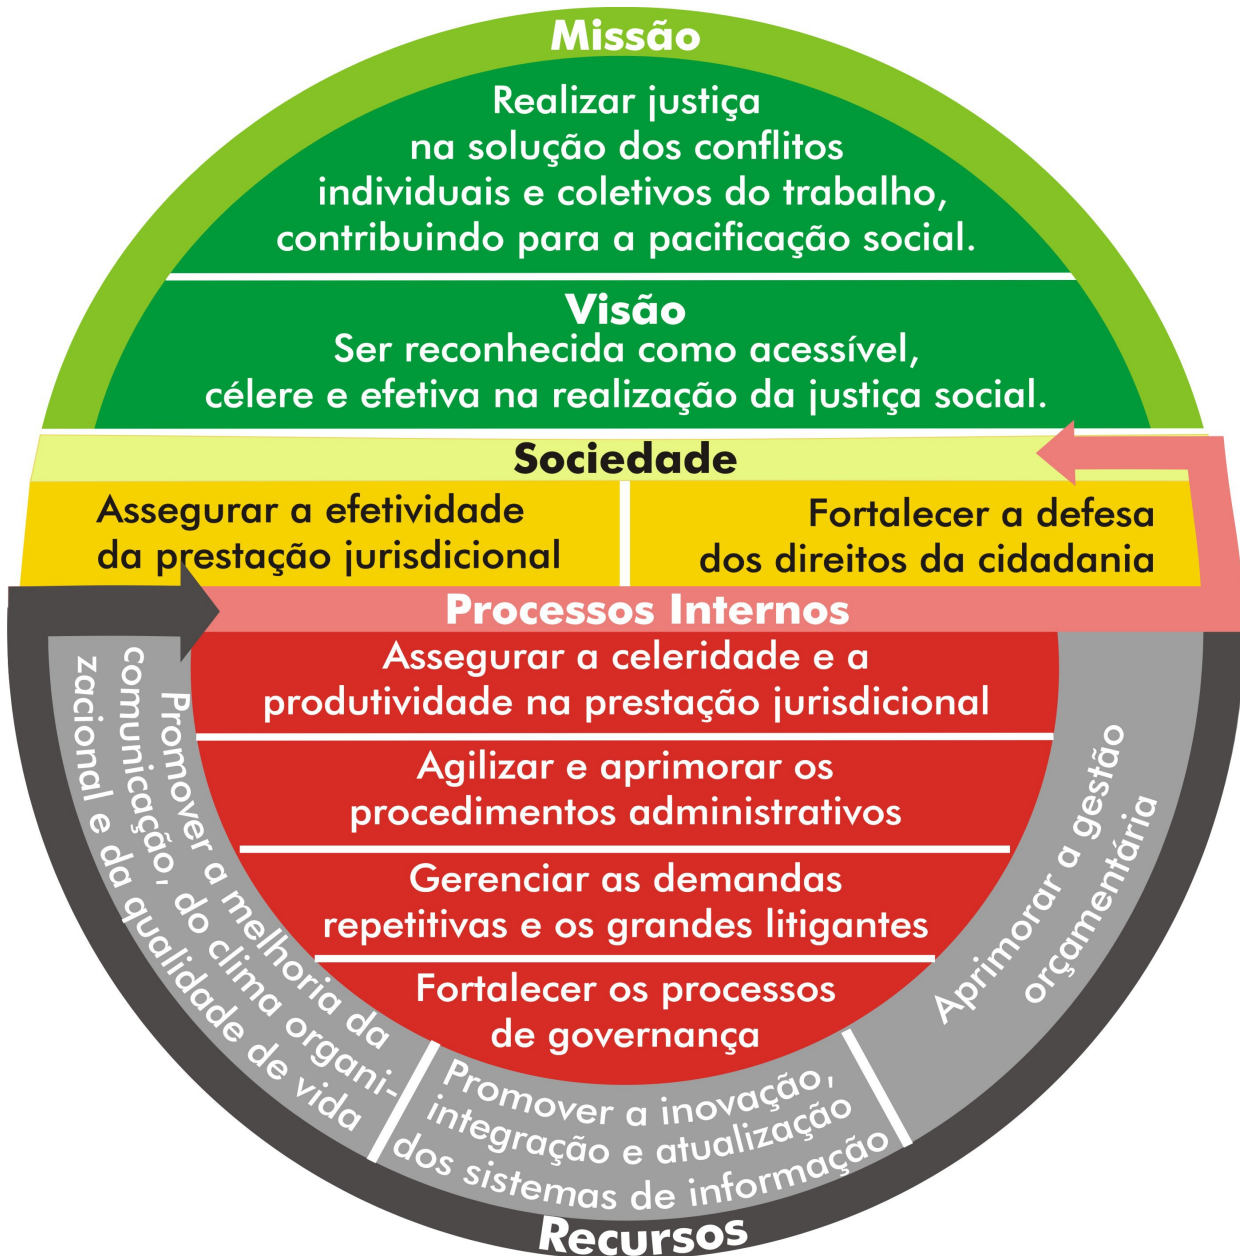 Missão
Realizar justiça
na solução dos conflitos
individuais e coletivos do trabalho,
contribuindo para a pacificação social.
Visão
Ser reconhecida como acessível,
célere e efetiva na realização da justiça social.
Sociedade
Assegurar a efetividade
da prestação jurisdicional
Fortalecer a defesa
dos direitos da cidadania
Processos Internos
Assegurar a celeridade e a
produtividade na prestação jurisdicional
Agilizar e aprimorar os
procedimentos administrativos
Gerenciar as demandas
repetitivas e os grandes litigantes
Fortalecer os processos
de governança
Promover a melhoria da
comunicação, do clima organi-
zacional e da qualidade de vida
Promover a inovação,
integração e atualização
dos sistemas de informação
Aprimorar a gestão
orçamentária
Recursos